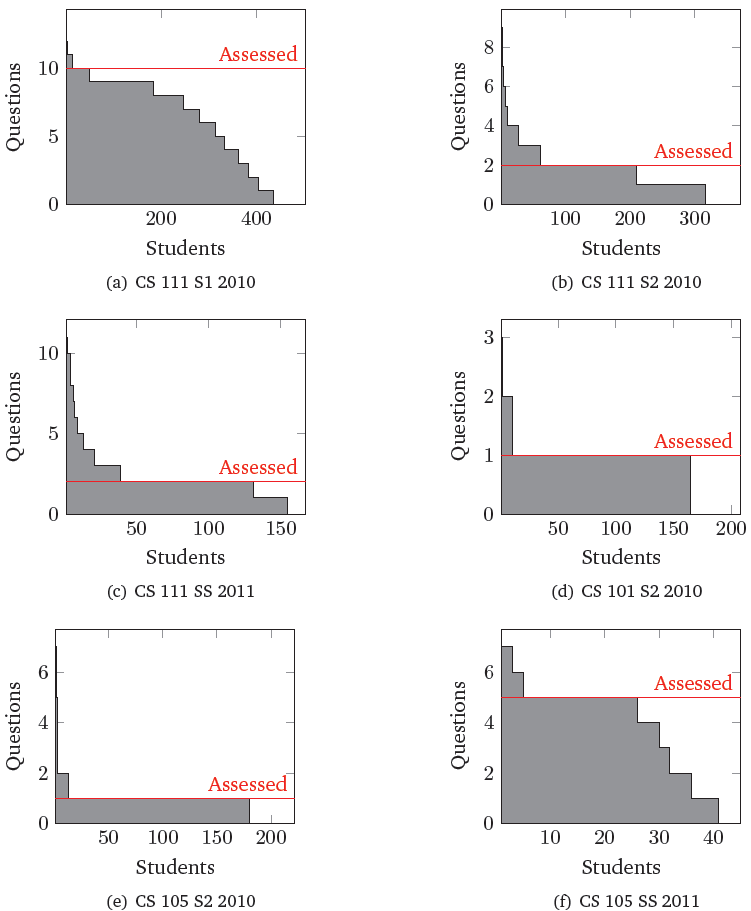 Questions
10
5
0
Assessed
200
400
Students
(a) CS 111 S1 2010
Questions
8
6
4
2
0
Assessed
100
200
300
Students
(b) CS 111 S2 2010
Questions
10
5
0
Assessed
50
100
150
Students
(c) CS 111 SS 2011
Questions
3
2
1
0
Assessed
50
100
150
200
Students
(d) CS 101 S2 2010
Questions
6
4
2
0
Assessed
50
100
150
200
Students
(e) CS 105 S2 2010
Questions
6
4
2
0
Assessed
10
20
30
40
Students
(f) CS 105 SS 2011